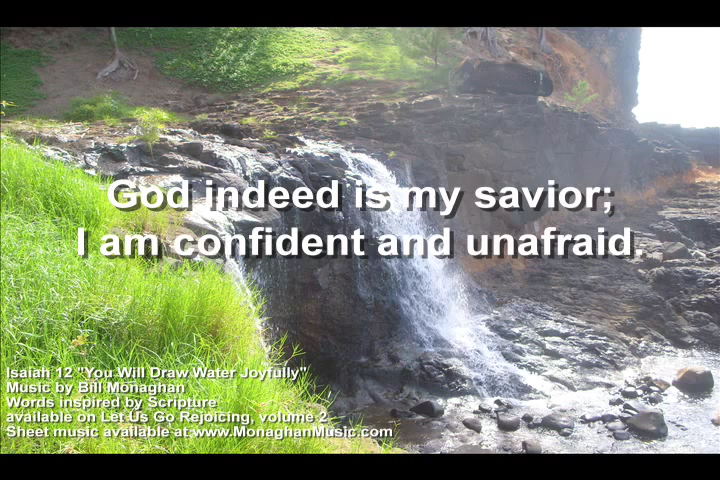 God indeed is my savior;
I am confident and unafraid.
Isaiah 12 "You Will Draw Water Joyfully"
Music by Bill Monaghan
Words inspired by Scripture
available on Let Us Go Rejoicing, volume 2
Sheet music available at www.MonaghanMusic.com